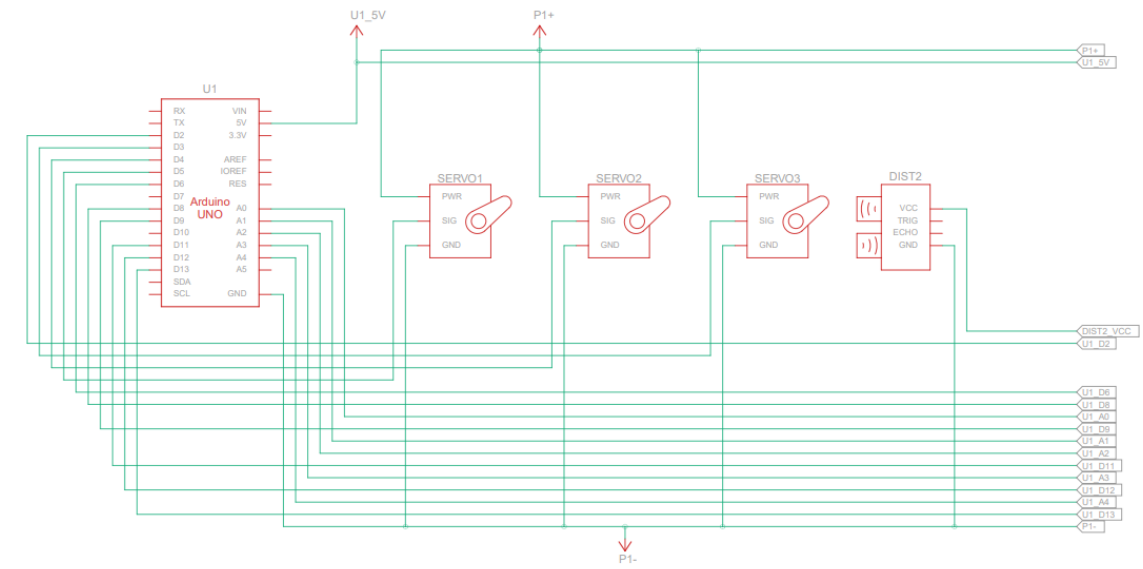 U1_5V
P1+
P1+
U1_5V
U1
RX
TX
D2
D3
D4
D5
D6
D7
D8
D9
D10
D11
D12
D13
SDA
SCL
Arduino
UNO
VIN
5V
3.3V
AREF
IOREF
RES
A0
A1
A2
A3
A4
A5
GND
SERVO1
PWR
SIG
GND
SERVO2
PWR
SIG
GND
SERVO3
PWR
SIG
GND
DIST2
VCC
TRIG
ECHO
GND
DIST2_VCC
U1_D2
U1_D6
U1_D8
U1_A0
U1_D9
U1_A1
U1_A2
U1_D11
U1_A3
U1_D12
U1_A4
U1_D13
P1-
P1-